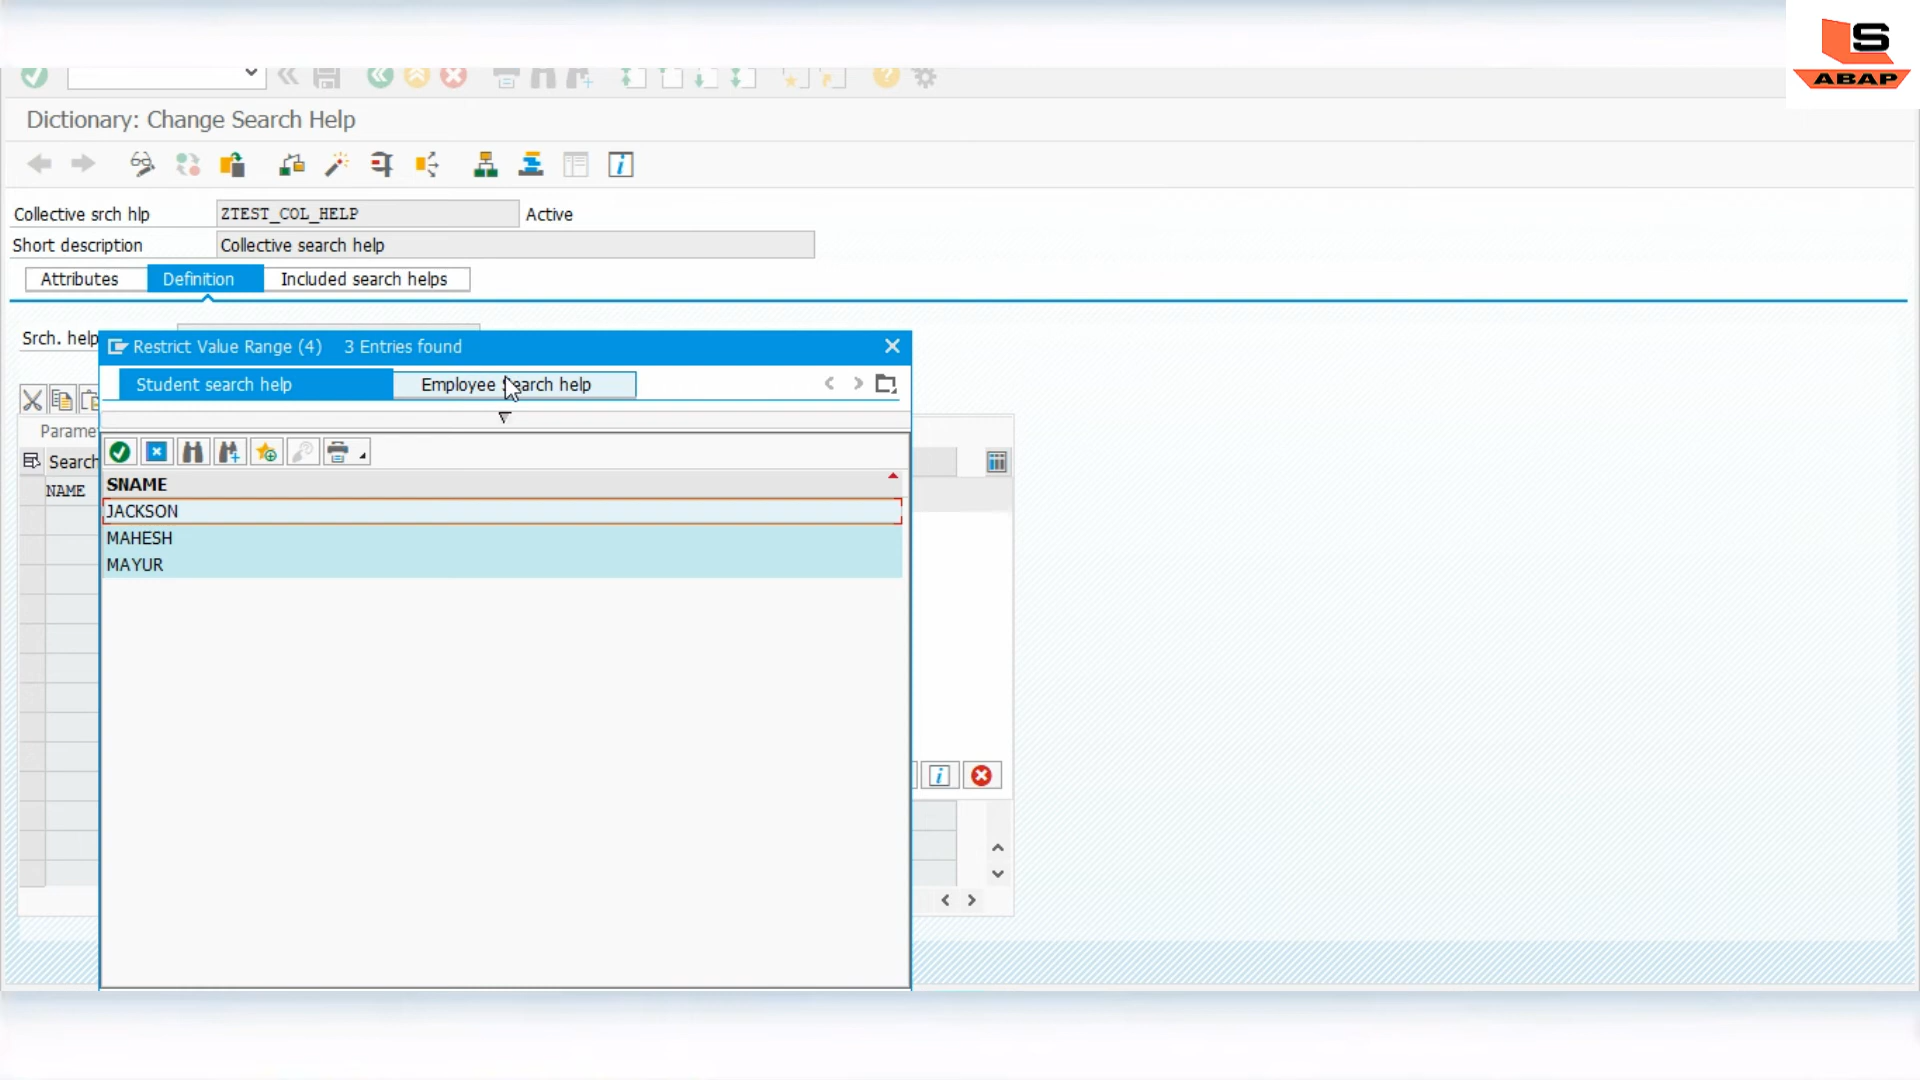 S
ABAP
Dictionary: Change Search Help
Collective srch hlp ZTEST_COL_HELP Active
Short description Collective search help
Attributes Definition Included search helps
Srch. help
Restrict Value Range (4) 3 Entries found
Student search help Employee Search help
Parame
Search
NAME
SNAME
JACKSON
MAHESH
MAYUR